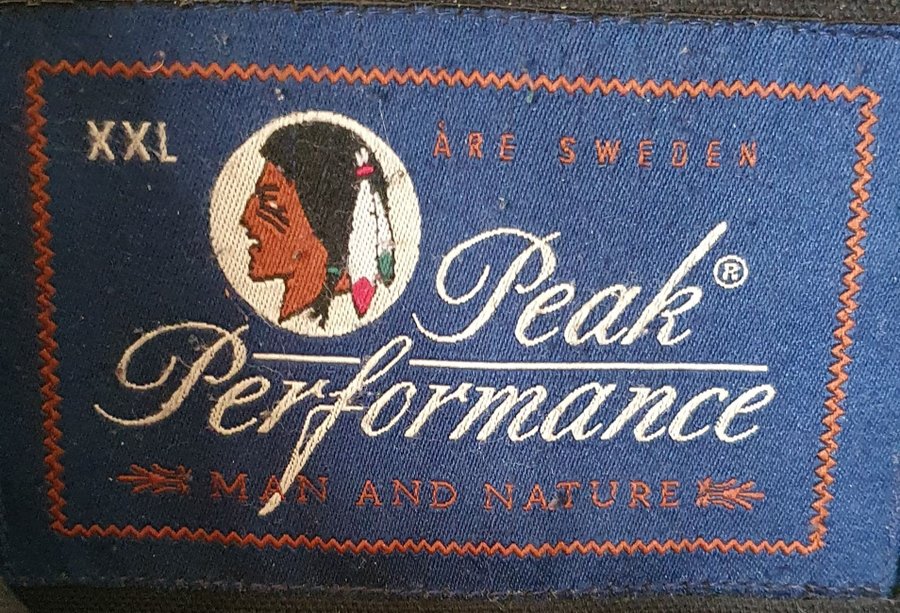 XXL
ÅRE SWEDEN
Peak®
Performance
MAN AND NATURE